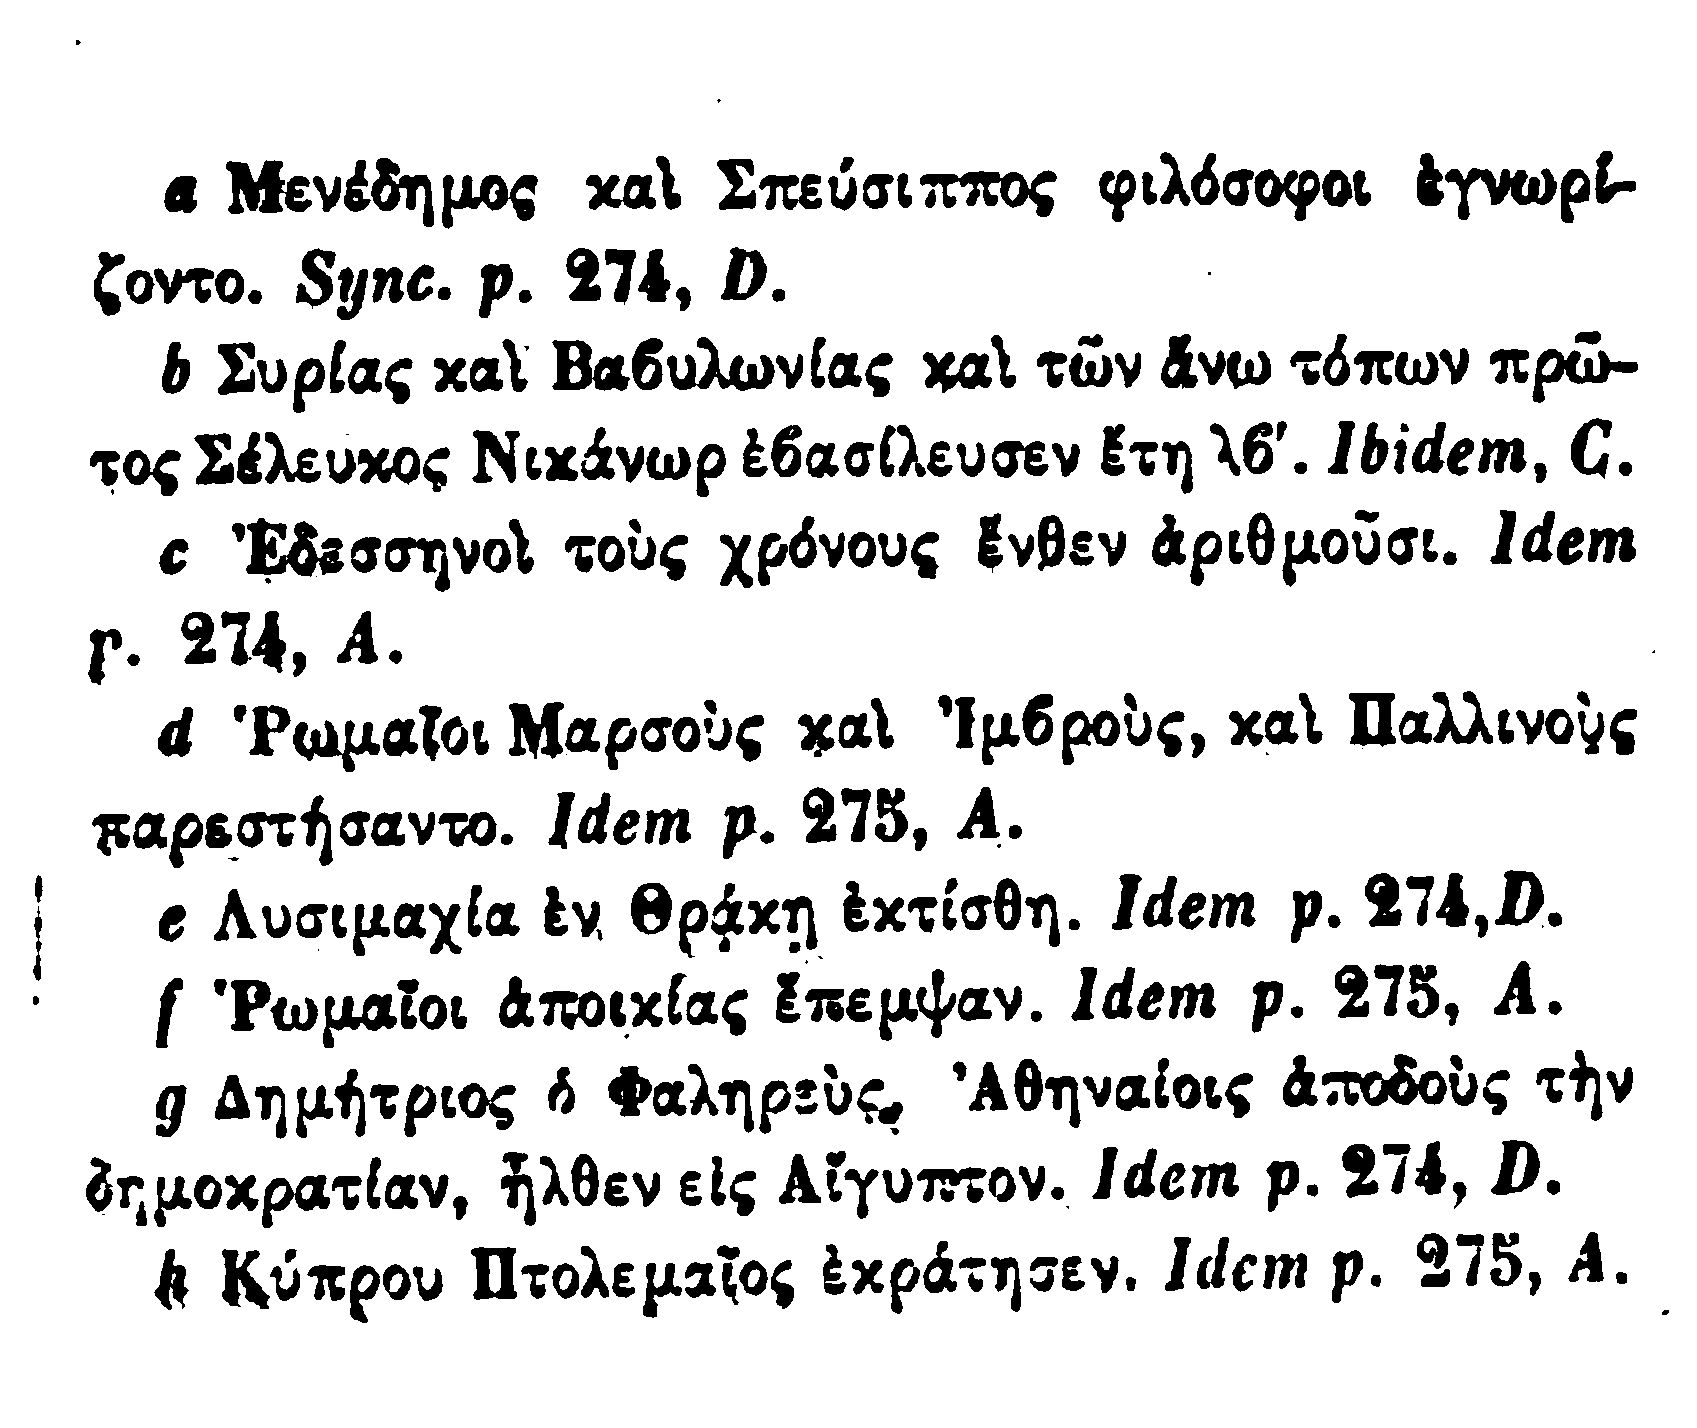 a Μενέδημος καὶ Σπεύσιππος φιλόσοφοι ἐγνωρί-
ζοντο. Sync. p. 274, D.
b Συρίας καὶ Βαϐυλωνίας καὶ τῶν ἄνω τόπων πρῶ-
τος Σέλευκος Νικάνωρ ἐϐασίλευσεν ἔτη λϐʹ. Ibidem, C.
c Ἐδεσσηνοὶ τοὺς χρόνους ἔνθεν ἀριθμοῦσι. Idem
p. 274, A.
d Ῥωμαῖοι Μαρσοὺς καὶ Ἰμϐροὺς, καὶ Παλλινοὺς
παρεστήσαντο. Idem p. 275, A.
e Λυσιμαχία ἐν Θρᾴκῃ ἐκτίσθη. Idem p. 274, D.
f Ῥωμαῖοι ἀποικίας ἔπεμψαν. Idem p. 275, A.
g Δημήτριος ὁ Φαληρεὺς, Ἀθηναίοις ἀποδοὺς τὴν
δημοκρατίαν, ἦλθεν εἰς Αἴγυπτον. Idem p. 274, D.
h Κύπρου Πτολεμαῖος ἐκράτησεν. Idem p. 275, A.